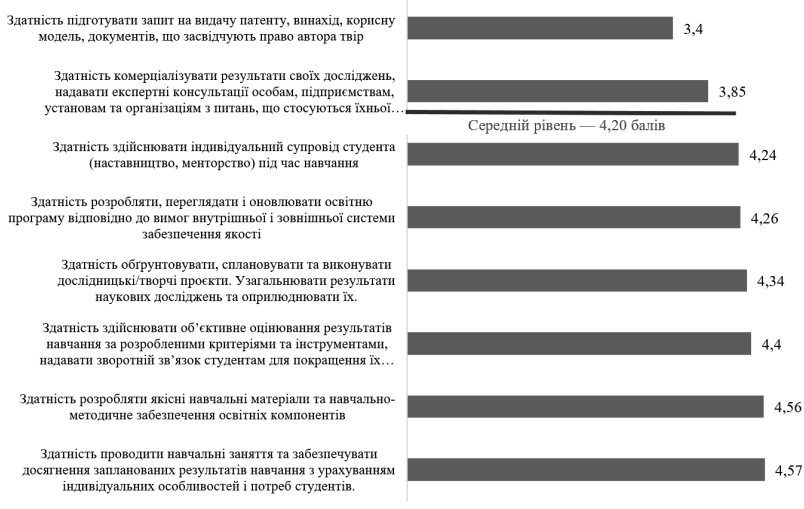 Здатність підготувати запит на видачу патенту, винахід, корисну
модель, документів, що засвідчують право автора твір
3,4
Здатність комерціалізувати результати своїх досліджень,
надавати експертні консультації особам, підприємствам,
установам та організаціям з питань, що стосуються їхньої…
3,85
Середній рівень — 4,20 балів
Здатність здійснювати індивідуальний супровід студента
(наставництво, менторство) під час навчання
4,24
Здатність розробляти, переглядати і оновлювати освітню
програму відповідно до вимог внутрішньої і зовнішньої системи
забезпечення якості
4,26
Здатність обґрунтовувати, сплановувати та виконувати
дослідницькі/творчі проєкти. Узагальнювати результати
наукових досліджень та оприлюднювати їх.
4,34
Здатність здійснювати об’єктивне оцінювання результатів
навчання за розробленими критеріями та інструментами,
надавати зворотній зв’язок студентам для покращення їх…
4,4
Здатність розробляти якісні навчальні матеріали та навчально-
методичне забезпечення освітніх компонентів
4,56
Здатність проводити навчальні заняття та забезпечувати
досягнення запланованих результатів навчання з урахуванням
індивідуальних особливостей і потреб студентів.
4,57